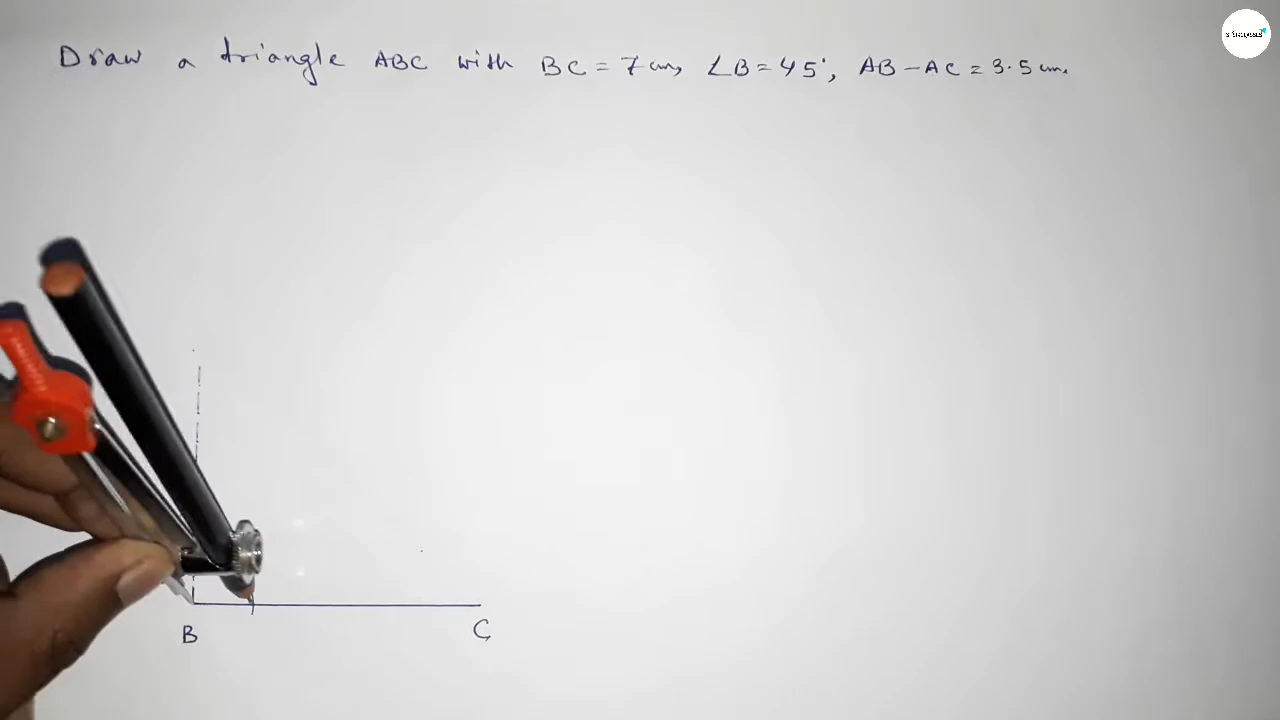 Draw a triangle ABC with BC = 7 cm, ∠B = 45°, AB - AC = 3.5 cm.
B
C